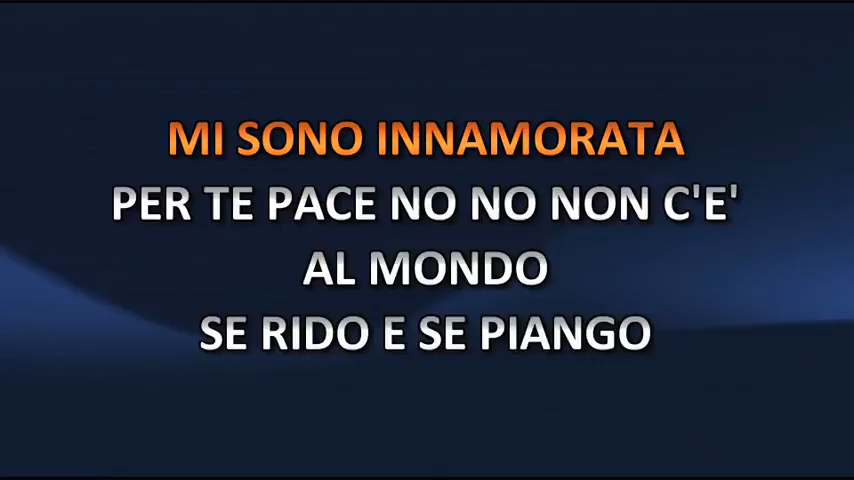 MI SONO INNAMORATA
PER TE PACE NO NO NON C'E'
AL MONDO
SE RIDO E SE PIANGO